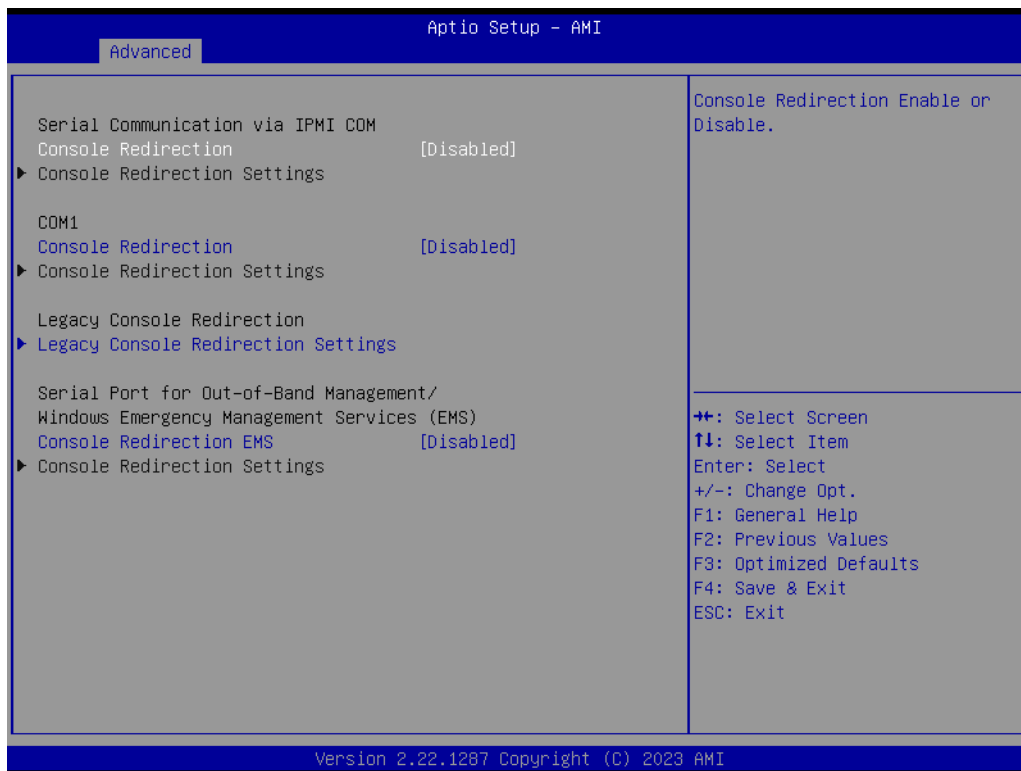 Aptio Setup - AMI
Advanced
Serial Communication via IPMI COM
Console Redirection [Disabled]
▶ Console Redirection Settings
COM1
Console Redirection [Disabled]
▶ Console Redirection Settings
Legacy Console Redirection
▶ Legacy Console Redirection Settings
Serial Port for Out-of-Band Management/
Windows Emergency Management Services (EMS)
Console Redirection EMS [Disabled]
▶ Console Redirection Settings
Console Redirection Enable or
Disable.
→←: Select Screen
↑↓: Select Item
Enter: Select
+/-: Change Opt.
F1: General Help
F2: Previous Values
F3: Optimized Defaults
F4: Save & Exit
ESC: Exit
Version 2.22.1287 Copyright (C) 2023 AMI